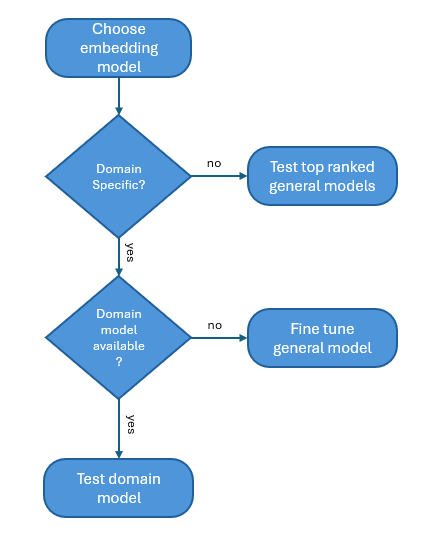 Choose
embedding
model
Domain
Specific?
no
Test top ranked
general models
yes
Domain
model
available
?
no
Fine tune
general model
yes
Test domain
model